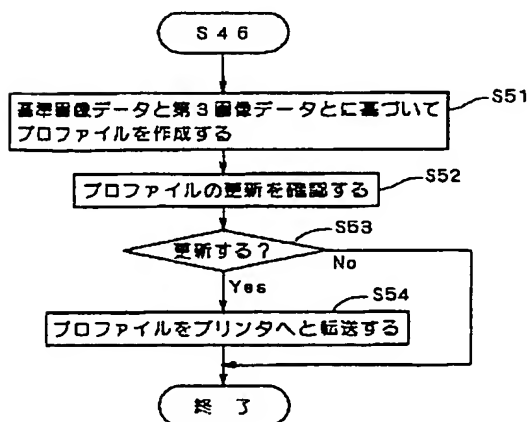 S46
基準画像データと第3画像データとに基づいて
プロファイルを作成する
S51
プロファイルの更新を確認する
S52
更新する？
S53
No
Yes
プロファイルをプリンタへと転送する
S54
終了